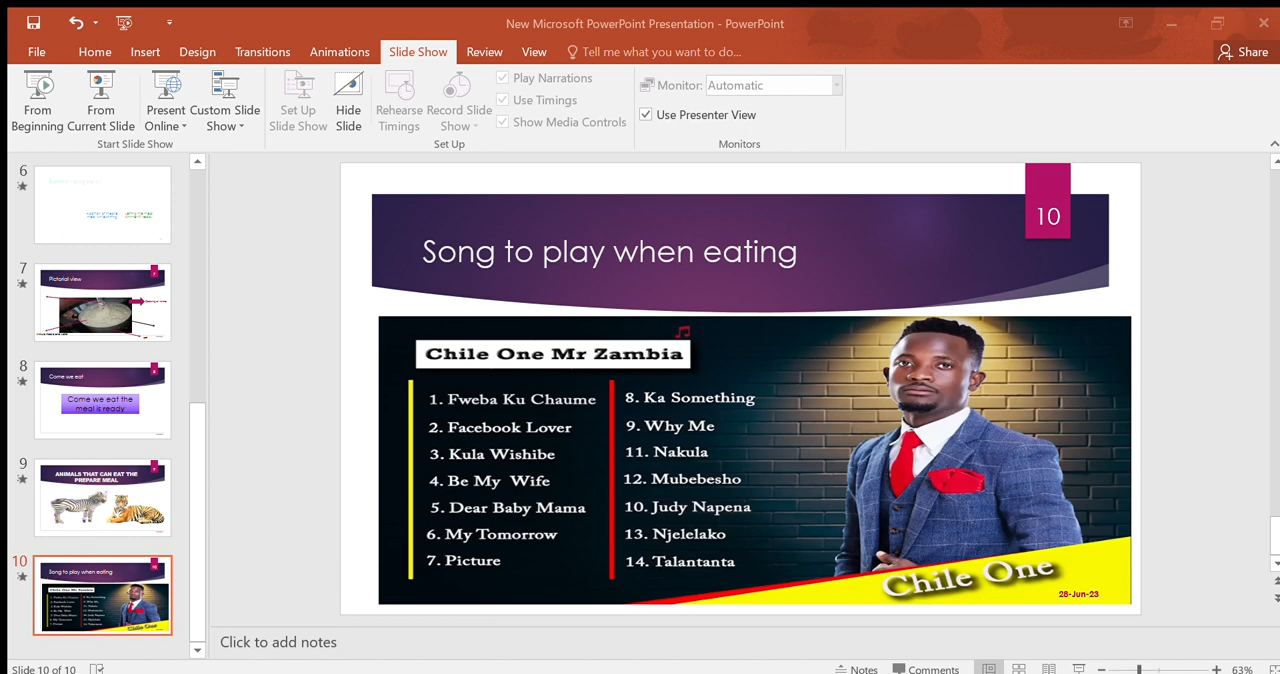 New Microsoft PowerPoint Presentation - PowerPoint
File Home Insert Design Transitions Animations Slide Show Review View Tell me what you want to do... Share
From Beginning
From Current Slide
Present Online
Custom Slide Show
Set Up Slide Show
Hide Slide
Rehearse Timings
Record Slide Show
Play Narrations
Use Timings
Show Media Controls
Monitor: Automatic
Use Presenter View
Start Slide Show
Set Up
Monitors
6
7
Pictorial view
8
Come we eat
Come we eat the
meal is ready
9
ANIMALS THAT CAN EAT THE
PREPARE MEAL
10
Song to play when eating
10
Song to play when eating
Chile One Mr Zambia
1. Fweba Ku Chaume
2. Facebook Lover
3. Kula Wishibe
4. Be My Wife
5. Dear Baby Mama
6. My Tomorrow
7. Picture
8. Ka Something
9. Why Me
11. Nakula
12. Mubebesho
10. Judy Napena
13. Njelelako
14. Talantanta
Chile One
28-Jun-23
Click to add notes
Slide 10 of 10
Notes
Comments
63%